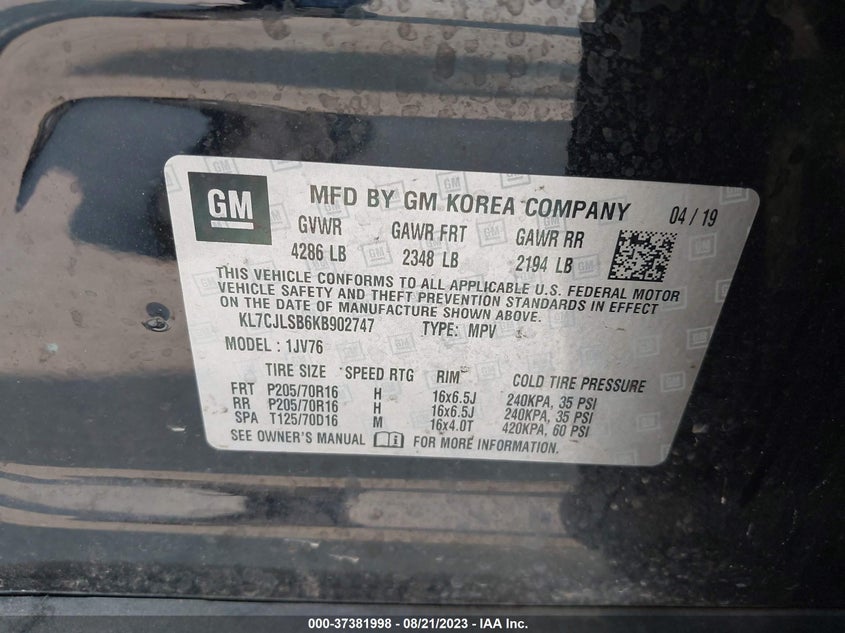 GM
MFD BY GM KOREA COMPANY 04 / 19
GVWR GAWR FRT GAWR RR
4286 LB 2348 LB 2194 LB
THIS VEHICLE CONFORMS TO ALL APPLICABLE U.S. FEDERAL MOTOR
VEHICLE SAFETY AND THEFT PREVENTION STANDARDS IN EFFECT
ON THE DATE OF MANUFACTURE SHOWN ABOVE.
KL7CJLSB6KB902747 TYPE: MPV
MODEL : 1JV76
TIRE SIZE SPEED RTG RIM COLD TIRE PRESSURE
FRT P205/70R16 H 16x6.5J 240KPA, 35 PSI
RR P205/70R16 H 16x6.5J 240KPA, 35 PSI
SPA T125/70D16 M 16x4.0T 420KPA, 60 PSI
SEE OWNER'S MANUAL FOR MORE INFORMATION.
000-37381998 - 08/21/2023 - IAA Inc.